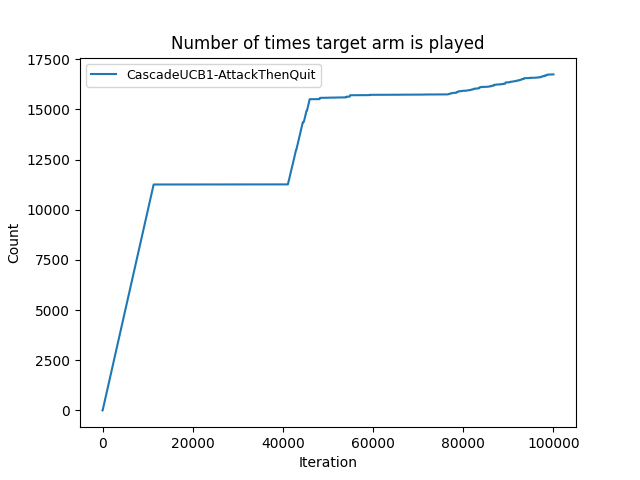 Number of times target arm is played
CascadeUCB1-AttackThenQuit
17500
15000
12500
10000
7500
5000
2500
0
Count
0 20000 40000 60000 80000 100000
Iteration